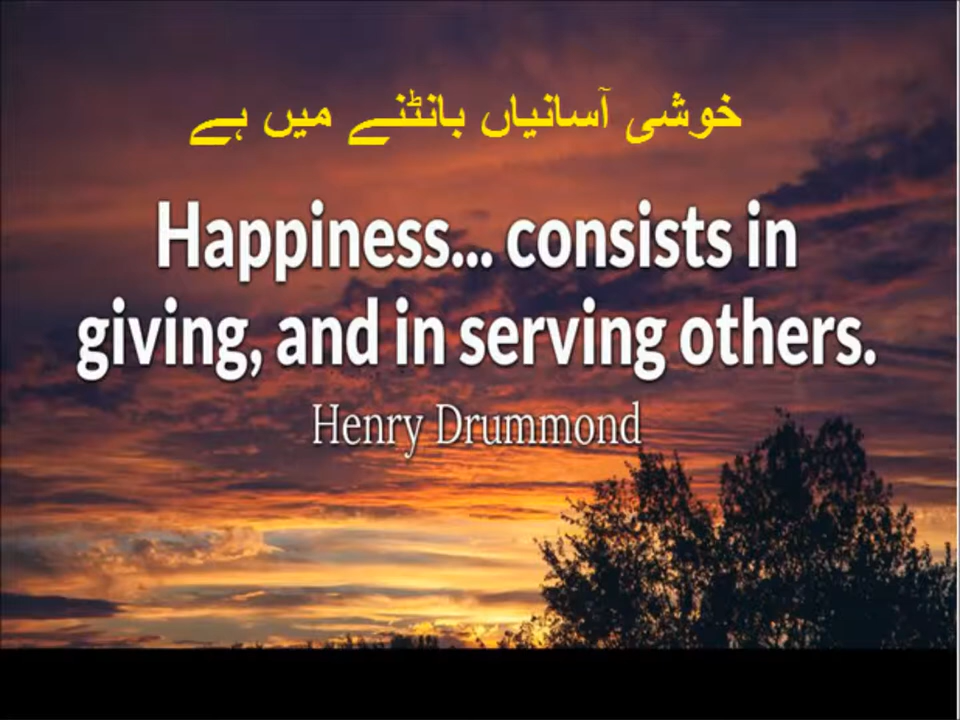 خوشی آسانیاں بانٹنے میں ہے
Happiness... consists in
giving, and in serving others.
Henry Drummond